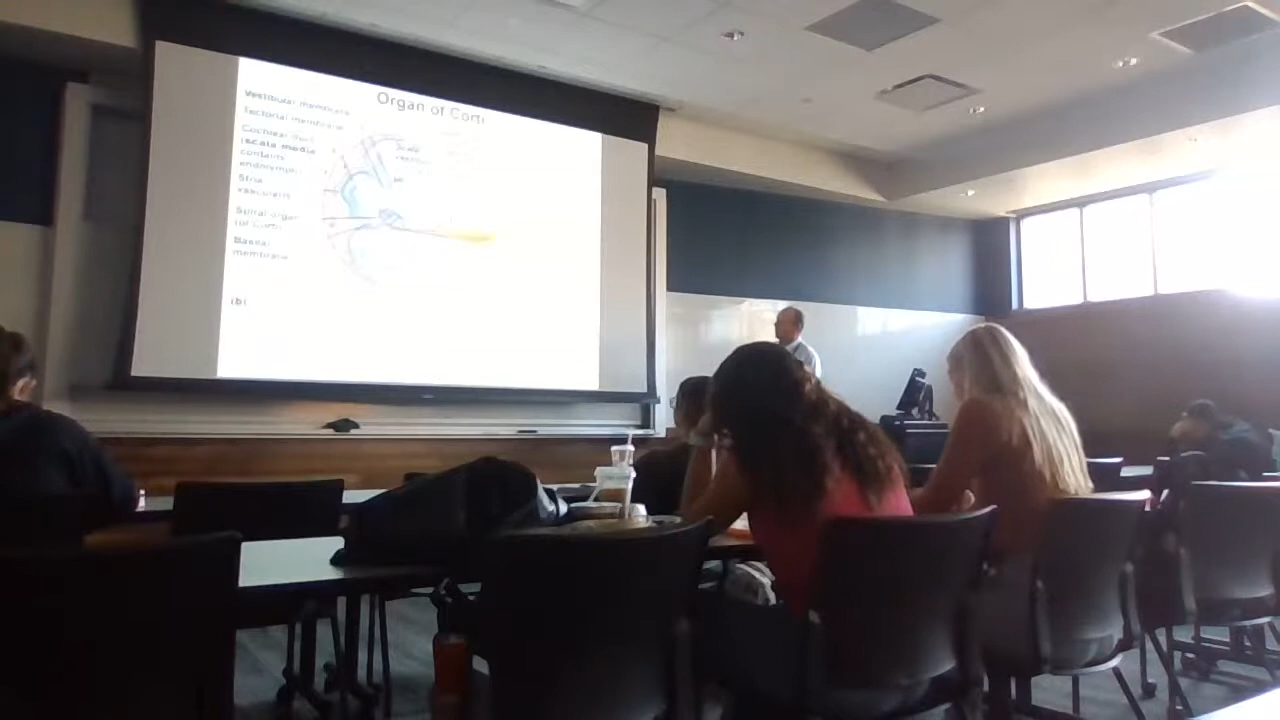 Organ of Corti
Vestibular membrane
Tectorial membrane
Cochlear duct
(scala media
contains
endolymph)
Stria
vascularis
Spiral organ
(of Corti)
Basilar
membrane
Scala
(b)